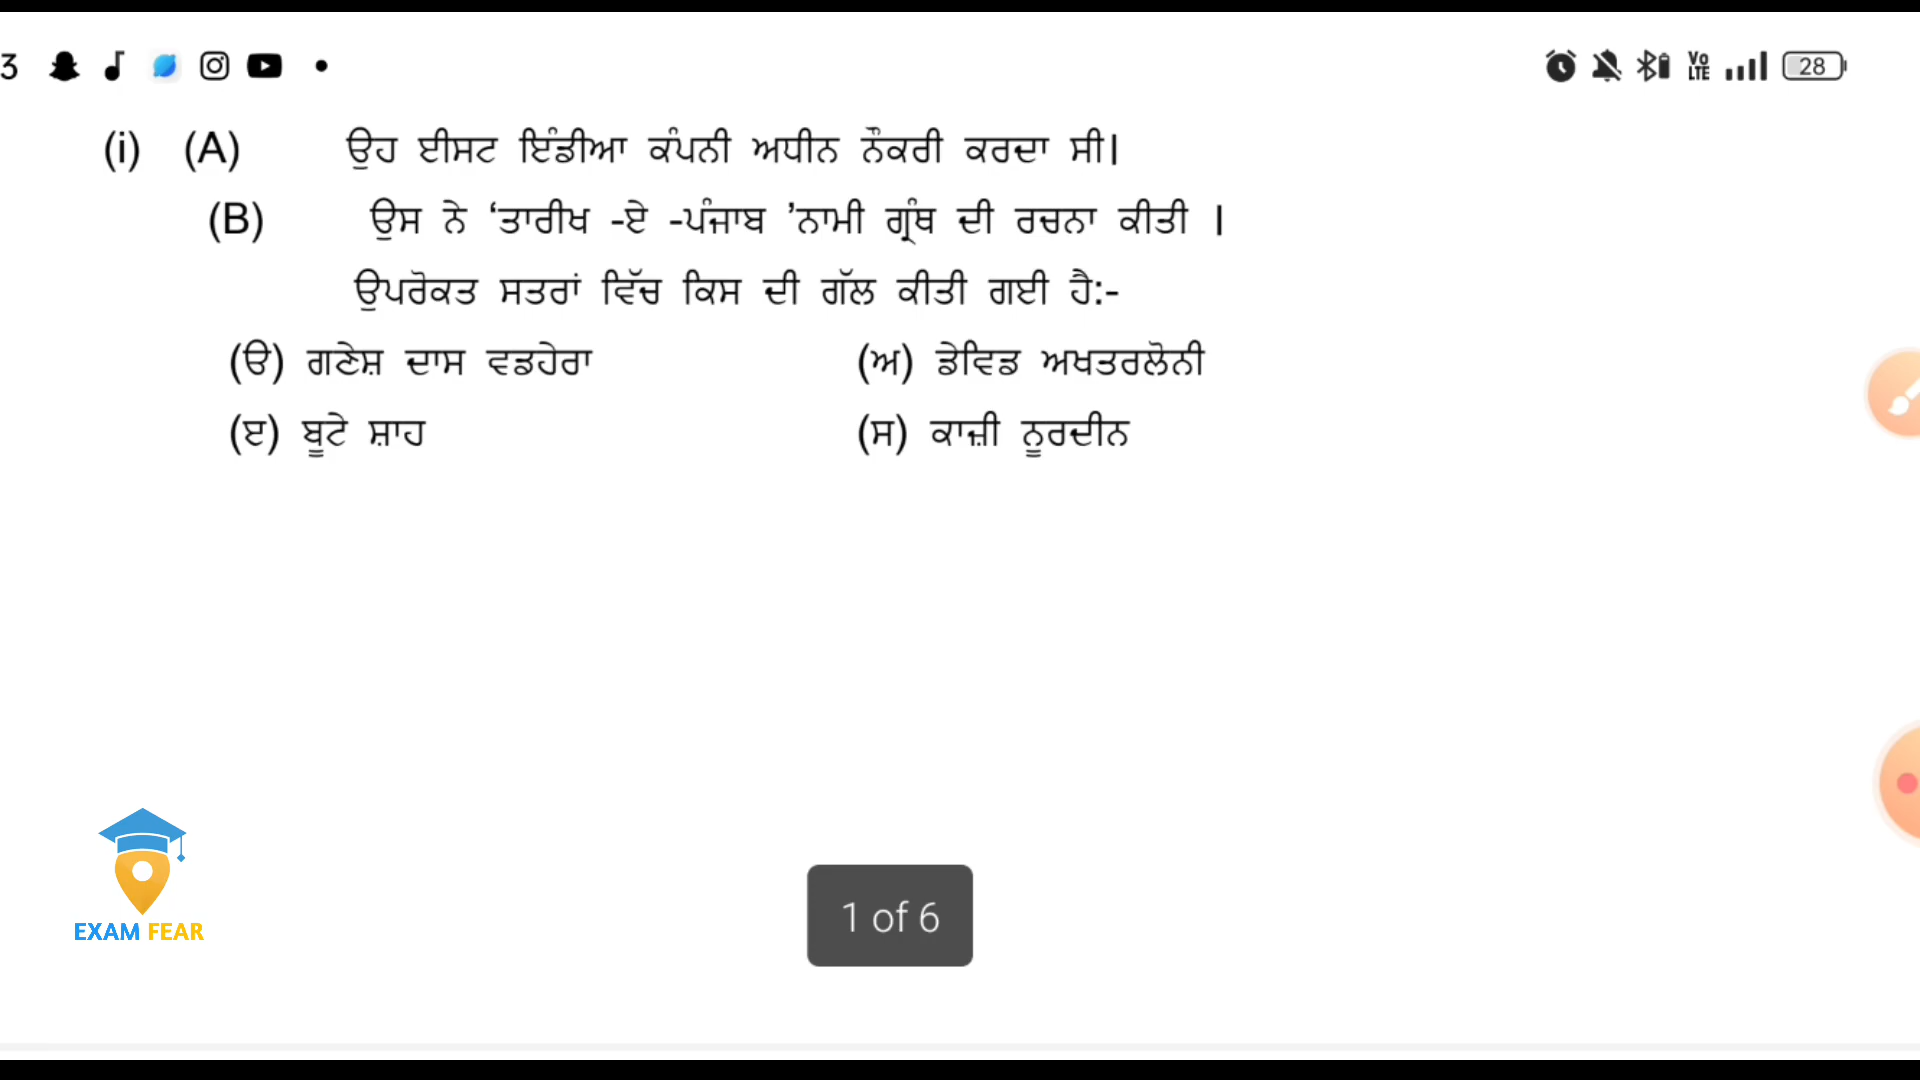 3 28
(i) (A) ਉਹ ਈਸਟ ਇੰਡੀਆ ਕੰਪਨੀ ਅਧੀਨ ਨੌਕਰੀ ਕਰਦਾ ਸੀ।
(B) ਉਸ ਨੇ ‘ਤਾਰੀਖ -ਏ -ਪੰਜਾਬ ’ਨਾਮੀ ਗ੍ਰੰਥ ਦੀ ਰਚਨਾ ਕੀਤੀ ।
ਉਪਰੋਕਤ ਸਤਰਾਂ ਵਿੱਚ ਕਿਸ ਦੀ ਗੱਲ ਕੀਤੀ ਗਈ ਹੈ:-
(ੳ) ਗਣੇਸ਼ ਦਾਸ ਵਡਹੇਰਾ (ਅ) ਡੇਵਿਡ ਅਖਤਰਲੋਨੀ
(ੲ) ਬੂਟੇ ਸ਼ਾਹ (ਸ) ਕਾਜ਼ੀ ਨੂਰਦੀਨ
1 of 6
EXAM FEAR